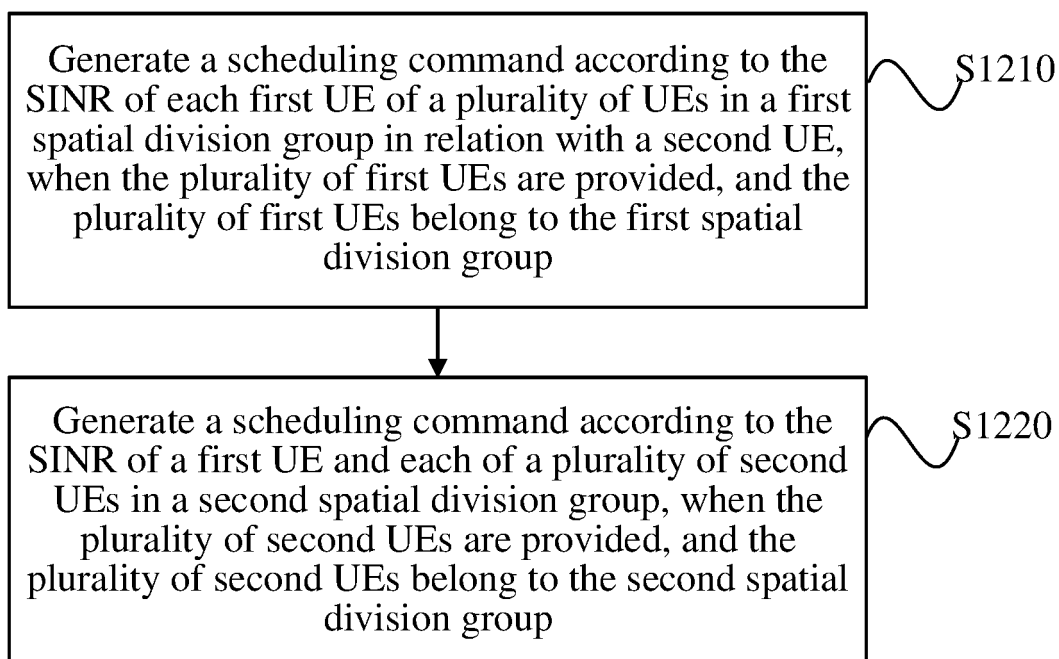 Generate a scheduling command according to the
SINR of each first UE of a plurality of UEs in a first
spatial division group in relation with a second UE,
when the plurality of first UEs are provided, and the
plurality of first UEs belong to the first spatial
division group
S1210
Generate a scheduling command according to the
SINR of a first UE and each of a plurality of second
UEs in a second spatial division group, when the
plurality of second UEs are provided, and the
plurality of second UEs belong to the second spatial
division group
S1220